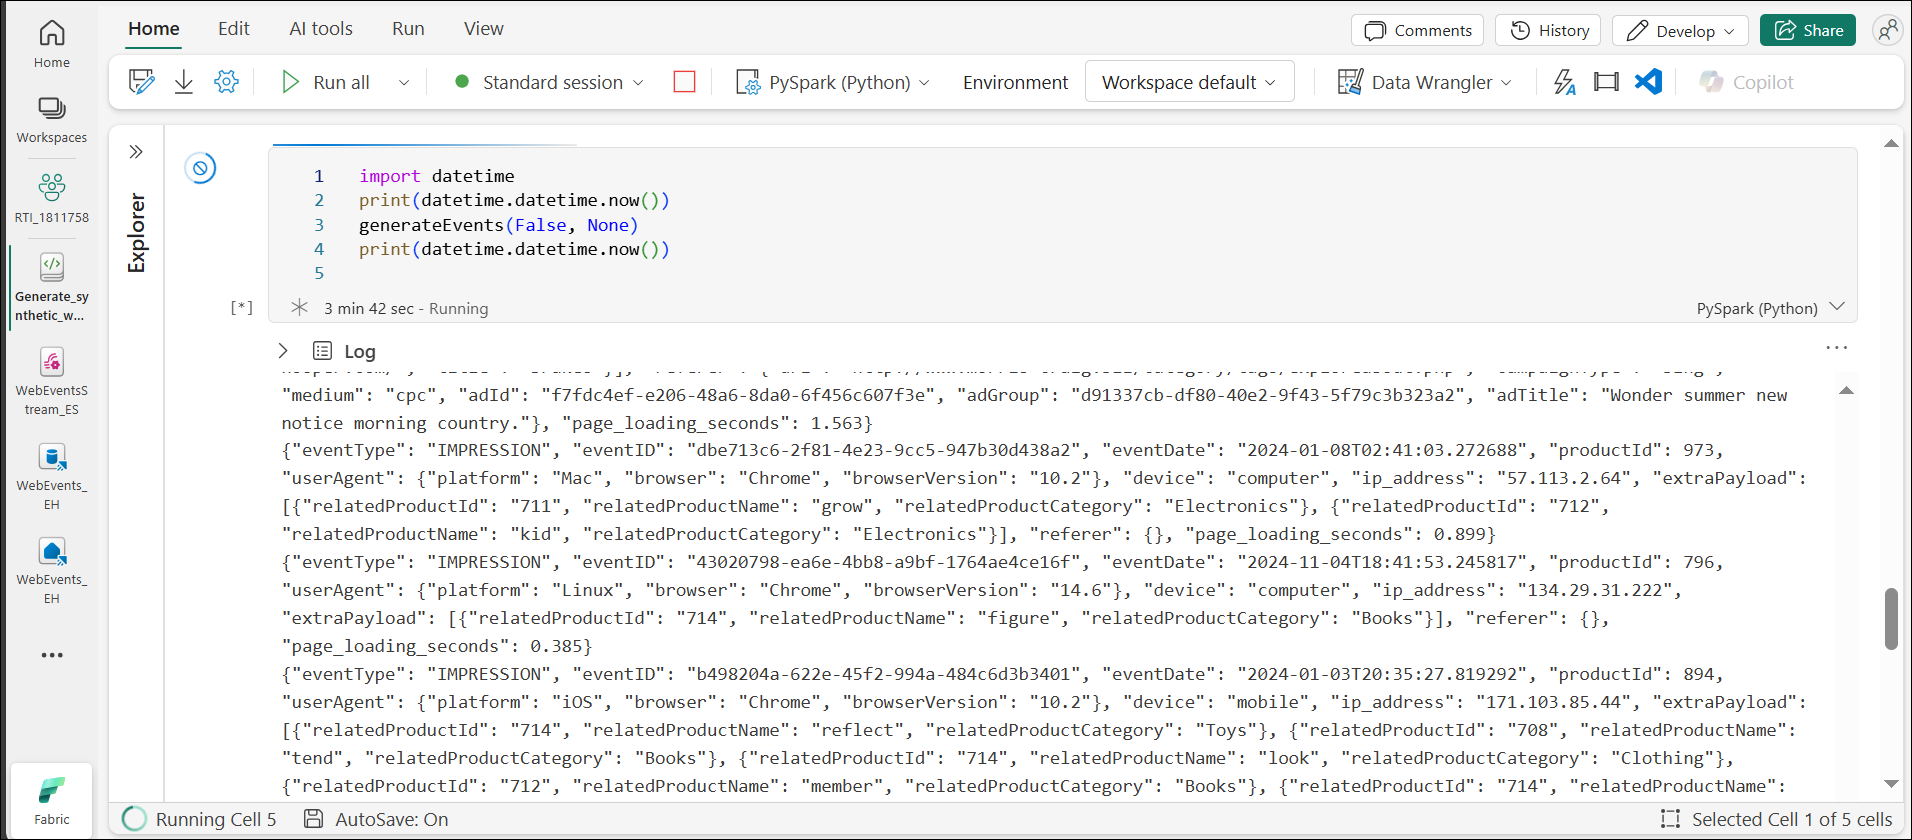 Home
Edit
AI tools
Run
View
Comments
History
Develop
Share
Home
Workspaces
RTI_1811758
Generate_sy
nthetic_w...
WebEventsS
tream_ES
WebEvents_
EH
WebEvents_
EH
Fabric
Run all
Standard session
PySpark (Python)
Environment
Workspace default
Data Wrangler
Copilot
Explorer
1 import datetime
2 print(datetime.datetime.now())
3 generateEvents(False, None)
4 print(datetime.datetime.now())
5
[*] 3 min 42 sec - Running
PySpark (Python)
Log
"medium": "cpc", "adId": "f7fdc4ef-e206-48a6-8da0-6f456c607f3e", "adGroup": "d91337cb-df80-40e2-9f43-5f79c3b323a2", "adTitle": "Wonder summer new
notice morning country."}, "page_loading_seconds": 1.563}
{"eventType": "IMPRESSION", "eventID": "dbe713c6-2f81-4e23-9cc5-947b30d438a2", "eventDate": "2024-01-08T02:41:03.272688", "productId": 973,
"userAgent": {"platform": "Mac", "browser": "Chrome", "browserVersion": "10.2"}, "device": "computer", "ip_address": "57.113.2.64", "extraPayload":
[{"relatedProductId": "711", "relatedProductName": "grow", "relatedProductCategory": "Electronics"}, {"relatedProductId": "712",
"relatedProductName": "kid", "relatedProductCategory": "Electronics"}], "referer": {}, "page_loading_seconds": 0.899}
{"eventType": "IMPRESSION", "eventID": "43020798-ea6e-4bb8-a9bf-1764ae4ce16f", "eventDate": "2024-11-04T18:41:53.245817", "productId": 796,
"userAgent": {"platform": "Linux", "browser": "Chrome", "browserVersion": "14.6"}, "device": "computer", "ip_address": "134.29.31.222",
"extraPayload": [{"relatedProductId": "714", "relatedProductName": "figure", "relatedProductCategory": "Books"}], "referer": {},
"page_loading_seconds": 0.385}
{"eventType": "IMPRESSION", "eventID": "b498204a-622e-45f2-994a-484c6d3b3401", "eventDate": "2024-01-03T20:35:27.819292", "productId": 894,
"userAgent": {"platform": "iOS", "browser": "Chrome", "browserVersion": "10.2"}, "device": "mobile", "ip_address": "171.103.85.44", "extraPayload":
[{"relatedProductId": "714", "relatedProductName": "reflect", "relatedProductCategory": "Toys"}, {"relatedProductId": "708", "relatedProductName":
"tend", "relatedProductCategory": "Books"}, {"relatedProductId": "714", "relatedProductName": "look", "relatedProductCategory": "Clothing"},
{"relatedProductId": "712", "relatedProductName": "member", "relatedProductCategory": "Books"}, {"relatedProductId": "714", "relatedProductName":
Running Cell 5
AutoSave: On
Selected Cell 1 of 5 cells